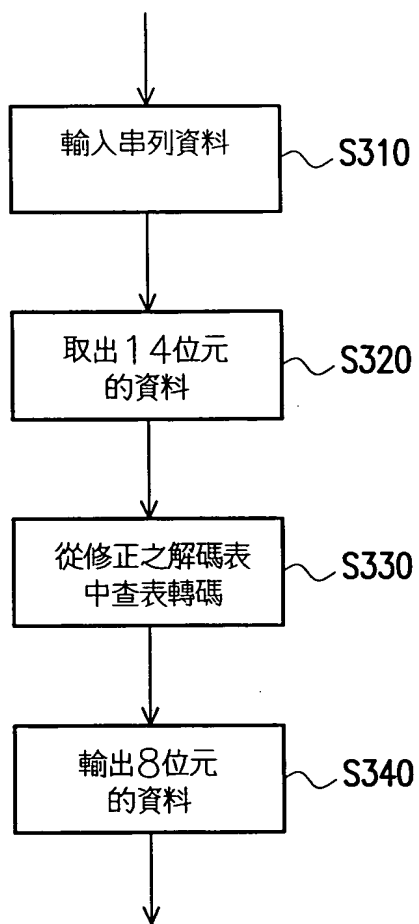 輸入串列資料
S310
取出14位元
的資料
S320
從修正之解碼表
中查表轉碼
S330
輸出8位元
的資料
S340